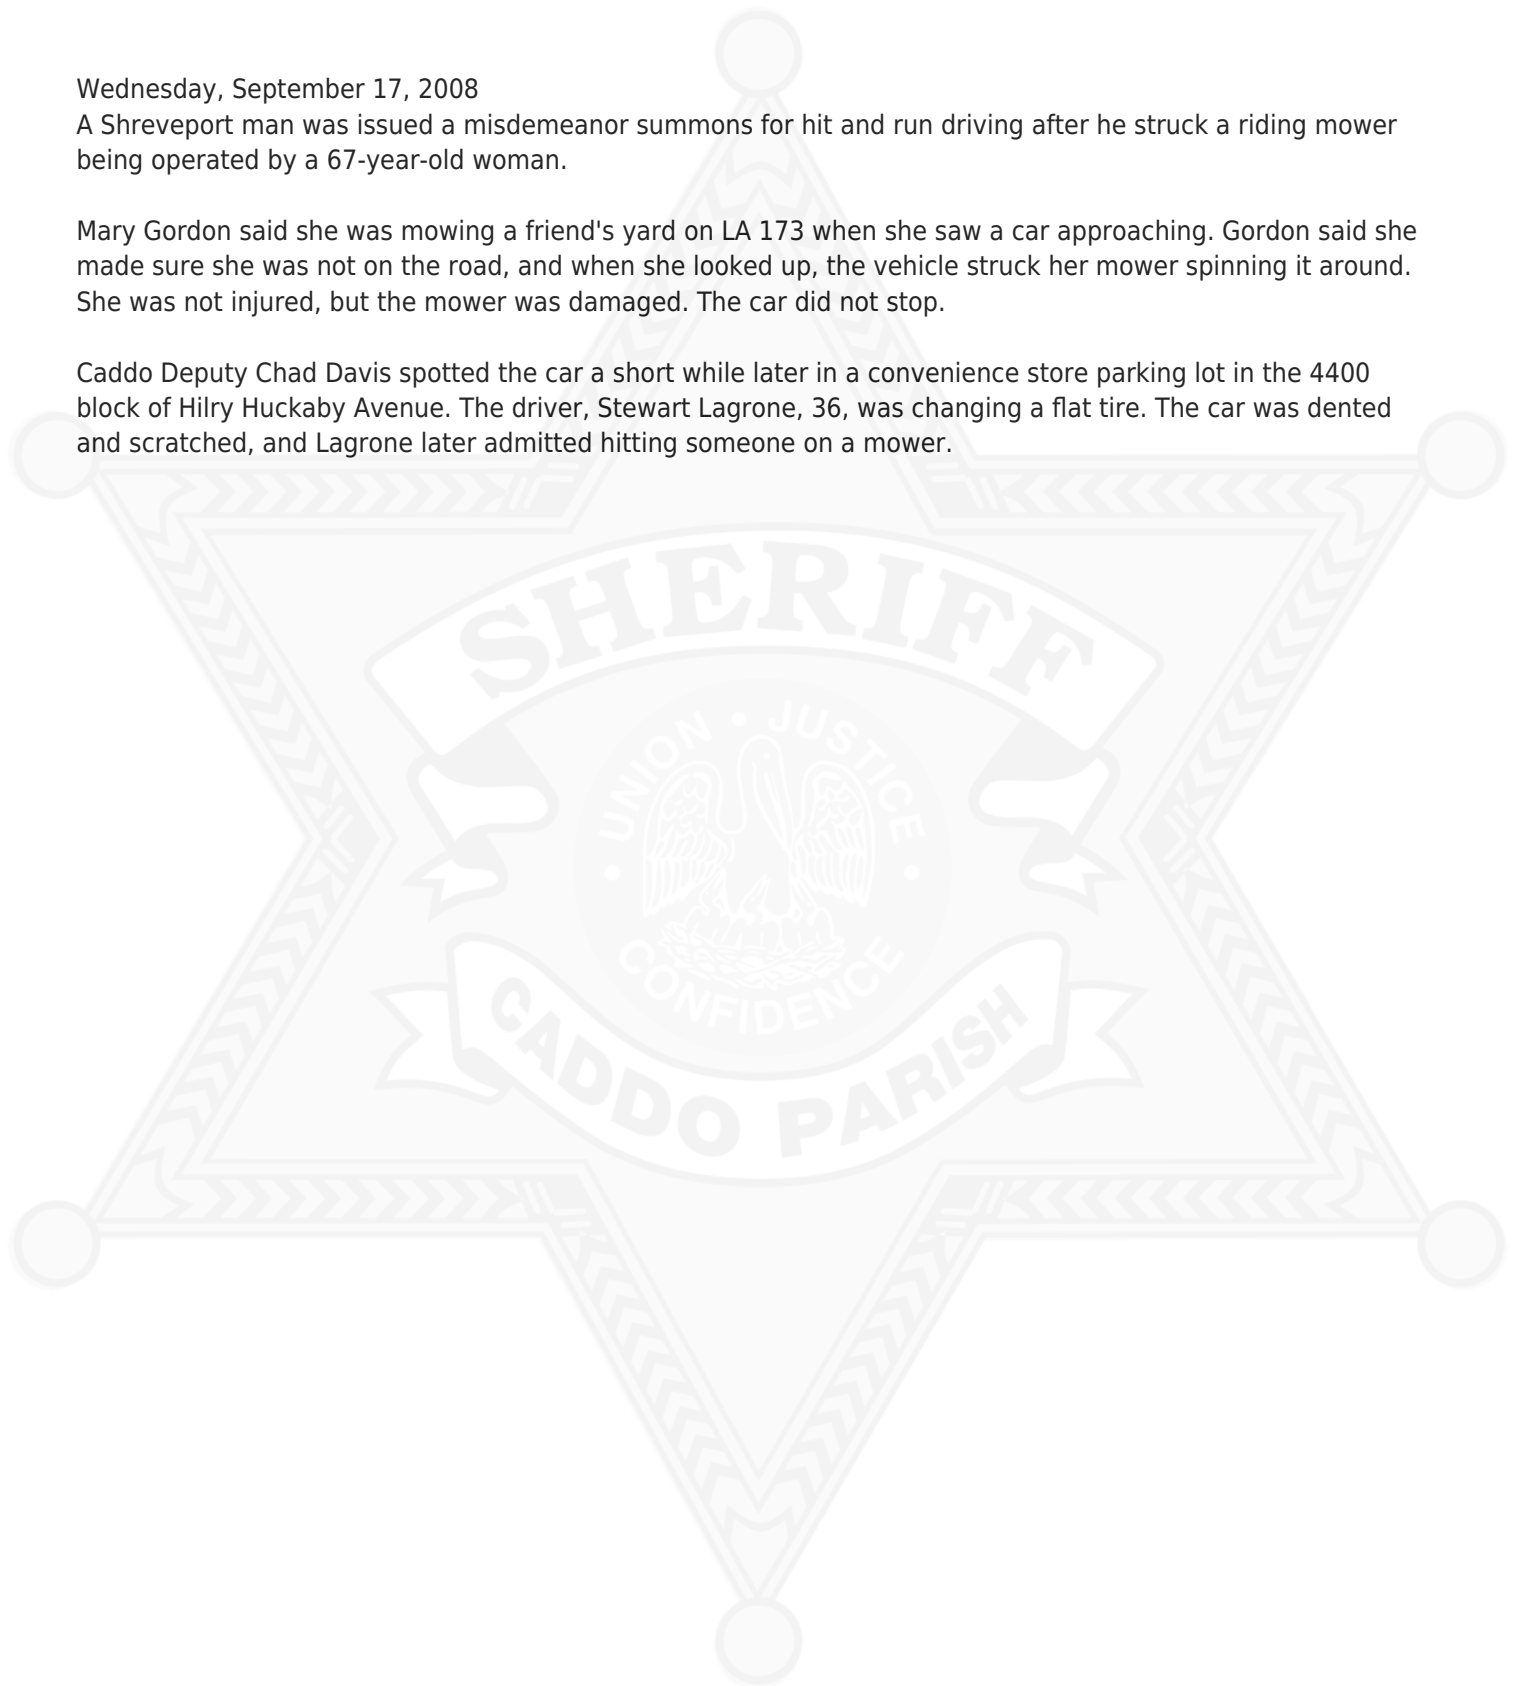 Wednesday, September 17, 2008
A Shreveport man was issued a misdemeanor summons for hit and run driving after he struck a riding mower
being operated by a 67-year-old woman.
Mary Gordon said she was mowing a friend's yard on LA 173 when she saw a car approaching. Gordon said she
made sure she was not on the road, and when she looked up, the vehicle struck her mower spinning it around.
She was not injured, but the mower was damaged. The car did not stop.
Caddo Deputy Chad Davis spotted the car a short while later in a convenience store parking lot in the 4400
block of Hilry Huckaby Avenue. The driver, Stewart Lagrone, 36, was changing a flat tire. The car was dented
and scratched, and Lagrone later admitted hitting someone on a mower.
SHERIFF
UNION • JUSTICE
• CONFIDENCE •
CADDO PARISH